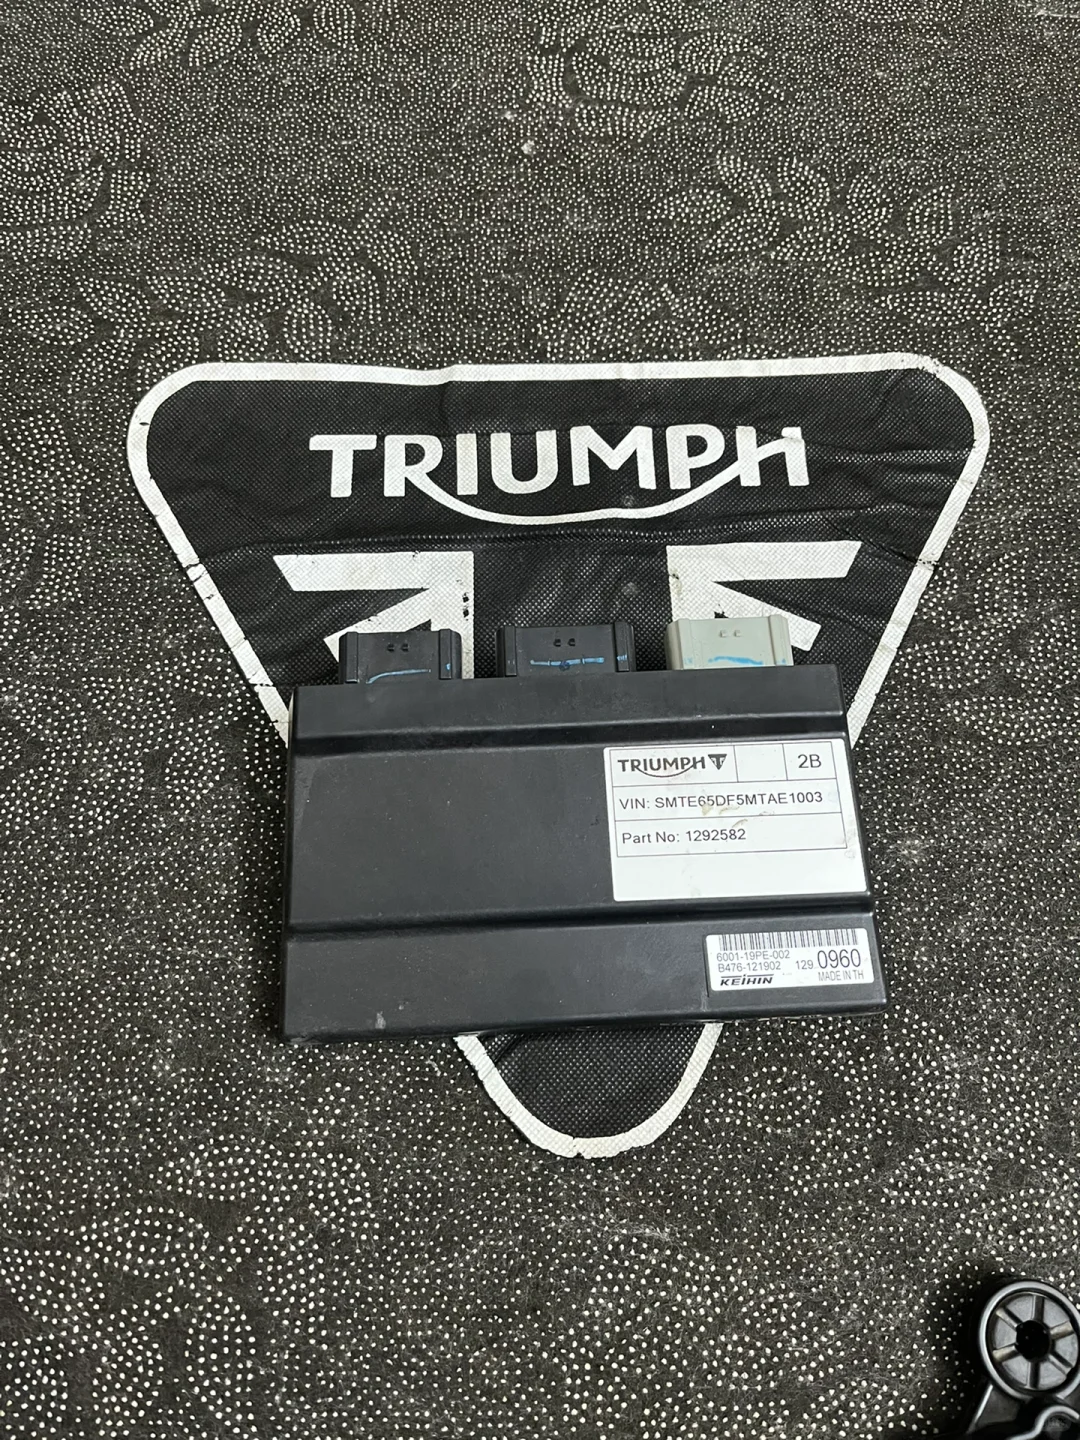 TRIUMPH
TRIUMPH 2B
VIN: SMTE65DF5MTAE1003
Part No: 1292582
6001-19PE-002
B476-121902 129 0960
KEIHIN MADE IN TH